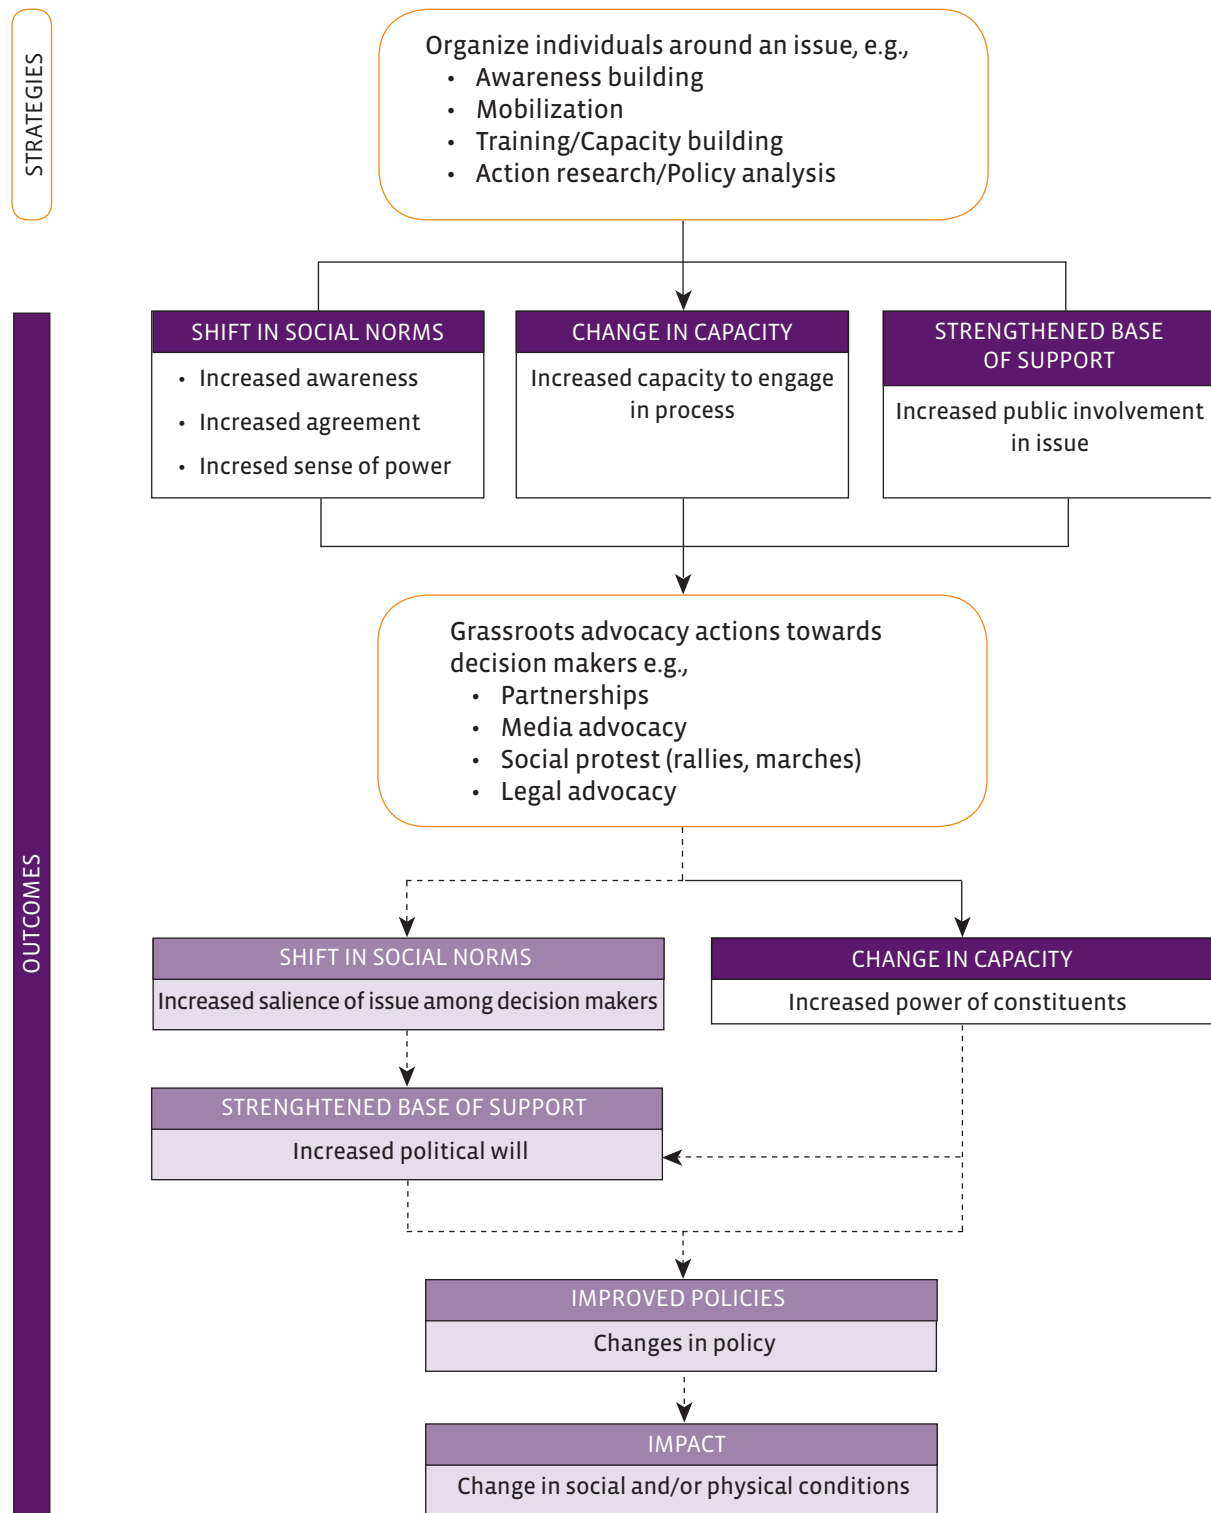 STRATEGIES
Organize individuals around an issue, e.g.,
• Awareness building
• Mobilization
• Training/Capacity building
• Action research/Policy analysis
OUTCOMES
SHIFT IN SOCIAL NORMS
• Increased awareness
• Increased agreement
• Incresed sense of power
CHANGE IN CAPACITY
Increased capacity to engage
in process
STRENGTHENED BASE
OF SUPPORT
Increased public involvement
in issue
Grassroots advocacy actions towards
decision makers e.g.,
• Partnerships
• Media advocacy
• Social protest (rallies, marches)
• Legal advocacy
SHIFT IN SOCIAL NORMS
Increased salience of issue among decision makers
CHANGE IN CAPACITY
Increased power of constituents
STRENGHTENED BASE OF SUPPORT
Increased political will
IMPROVED POLICIES
Changes in policy
IMPACT
Change in social and/or physical conditions